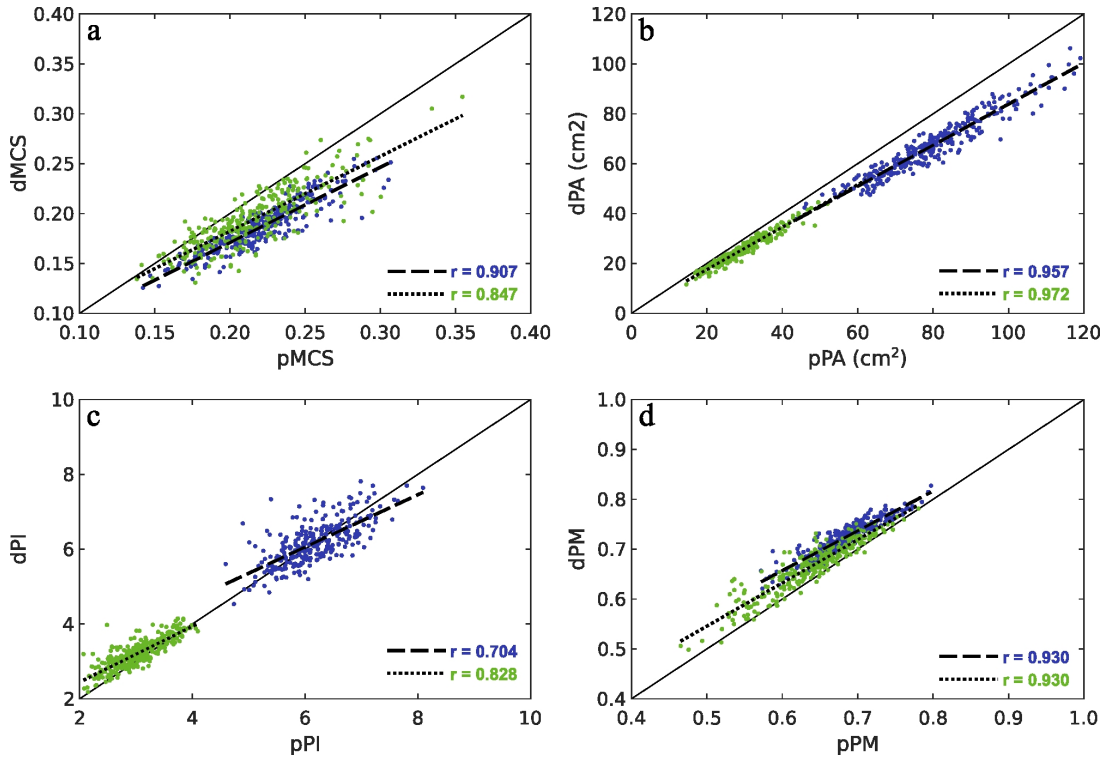 a
0.40
0.35
0.30
0.25
0.20
0.15
0.10
dMCS
r = 0.907
r = 0.847
0.10 0.15 0.20 0.25 0.30 0.35 0.40
pMCS
b
120
100
80
60
40
20
0
dPA (cm2)
r = 0.957
r = 0.972
0 20 40 60 80 100 120
pPA (cm²)
c
10
8
6
4
2
dPI
r = 0.704
r = 0.828
2 4 6 8 10
pPI
d
1.0
0.9
0.8
0.7
0.6
0.5
0.4
dPM
r = 0.930
r = 0.930
0.4 0.5 0.6 0.7 0.8 0.9 1.0
pPM